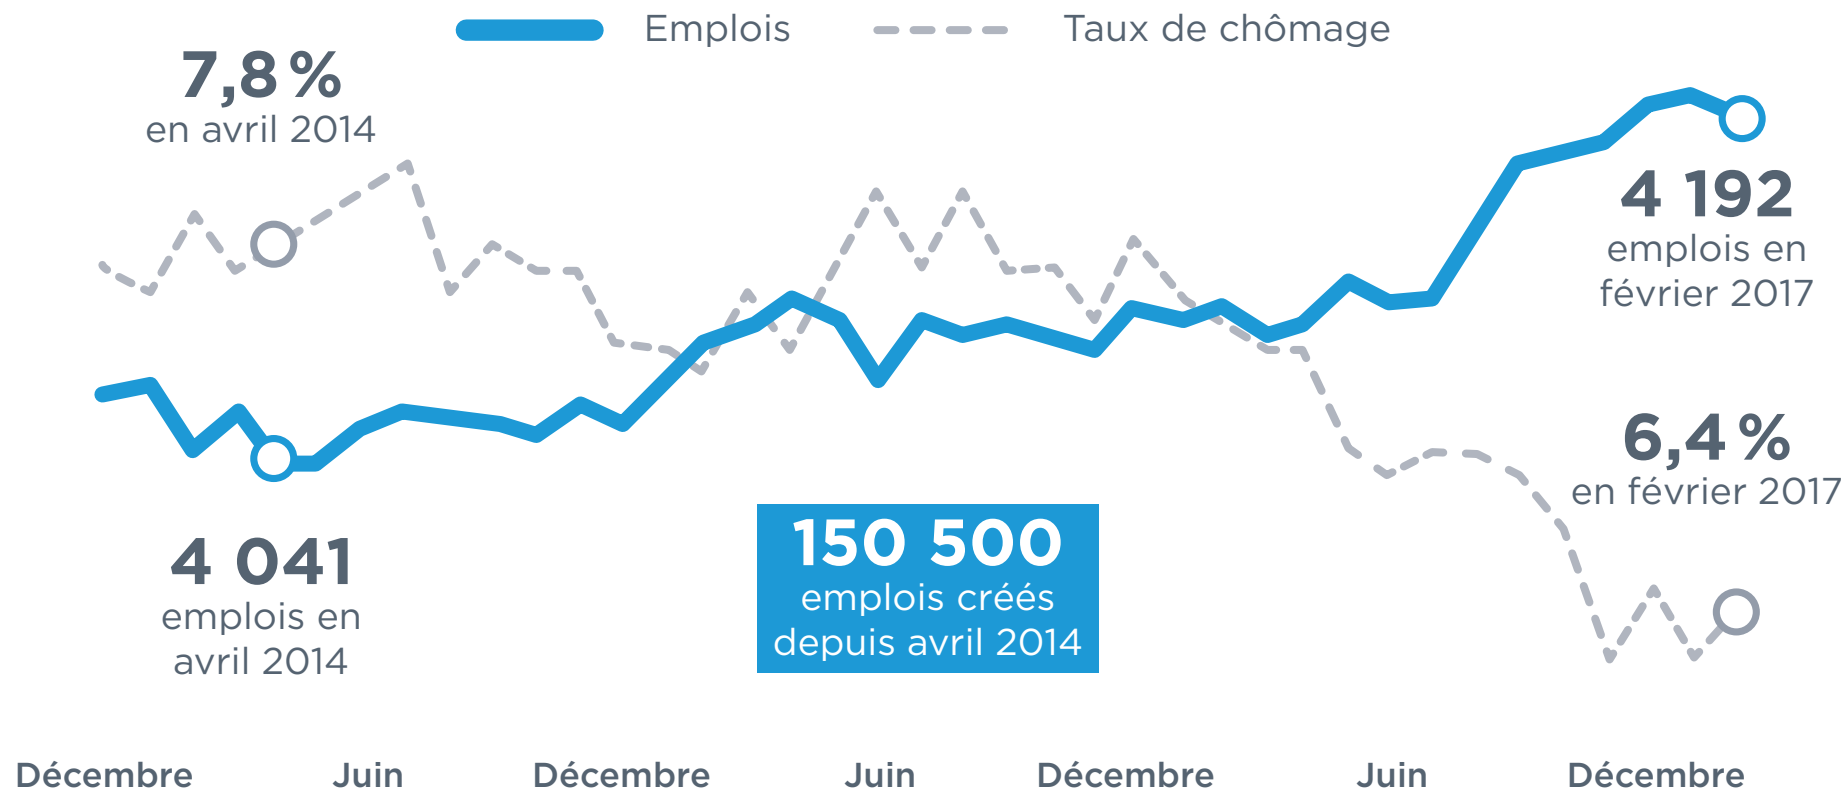 Emplois
Taux de chômage
7,8 %
en avril 2014
4 192
emplois en
février 2017
6,4 %
en février 2017
4 041
emplois en
avril 2014
150 500
emplois créés
depuis avril 2014
Décembre Juin Décembre Juin Décembre Juin Décembre